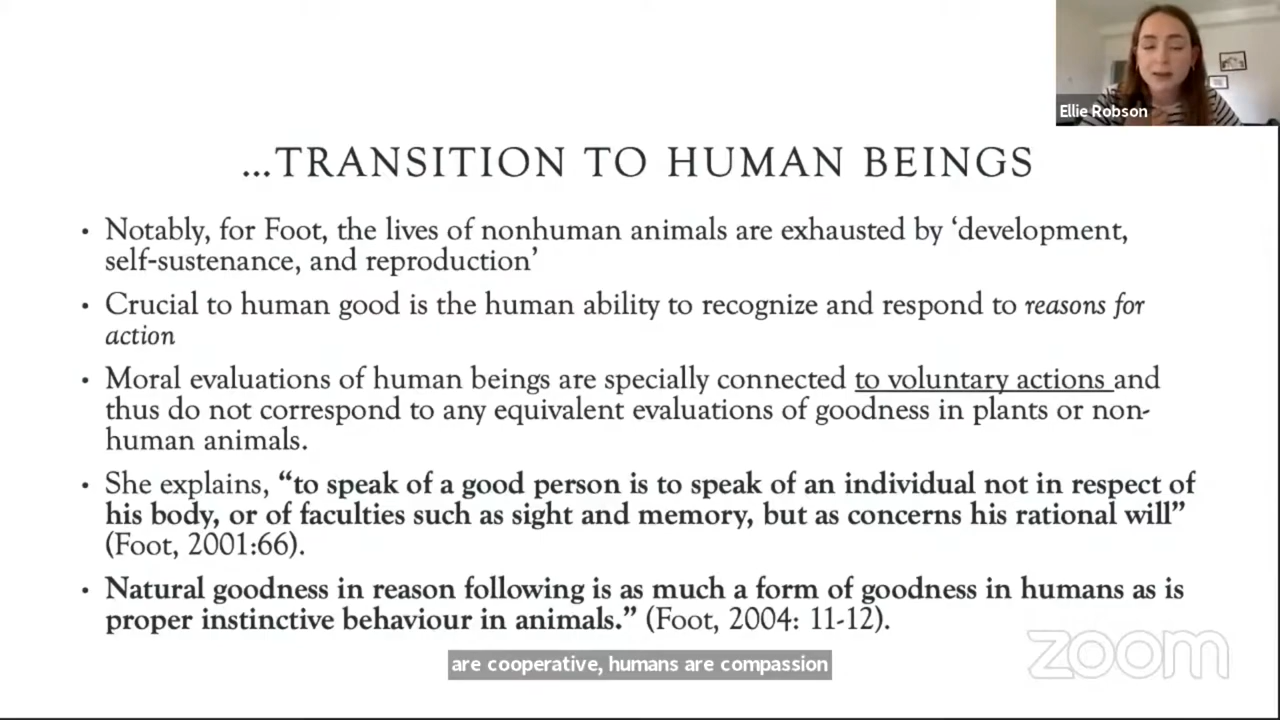 Ellie Robson
...TRANSITION TO HUMAN BEINGS
• Notably, for Foot, the lives of nonhuman animals are exhausted by ‘development,
self-sustenance, and reproduction’
• Crucial to human good is the human ability to recognize and respond to reasons for
action
• Moral evaluations of human beings are specially connected to voluntary actions and
thus do not correspond to any equivalent evaluations of goodness in plants or non-
human animals.
• She explains, “to speak of a good person is to speak of an individual not in respect of
his body, or of faculties such as sight and memory, but as concerns his rational will”
(Foot, 2001:66).
• Natural goodness in reason following is as much a form of goodness in humans as is
proper instinctive behaviour in animals.” (Foot, 2004: 11-12).
are cooperative, humans are compassion
zoom